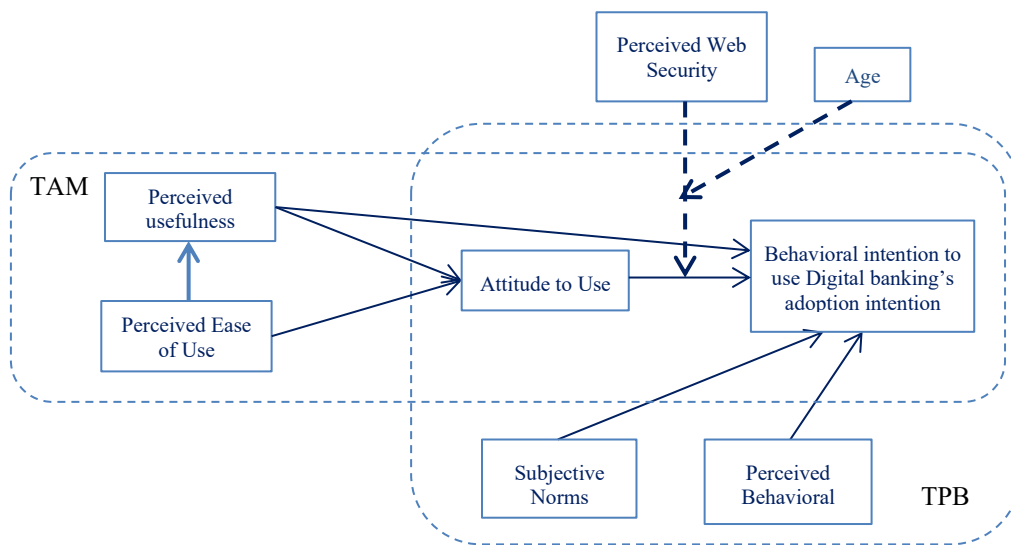 Perceived Web
Security
Age
TAM
Perceived
usefulness
Behavioral intention to
use Digital banking’s
adoption intention
Attitude to Use
Perceived Ease
of Use
Subjective
Norms
Perceived
Behavioral
TPB